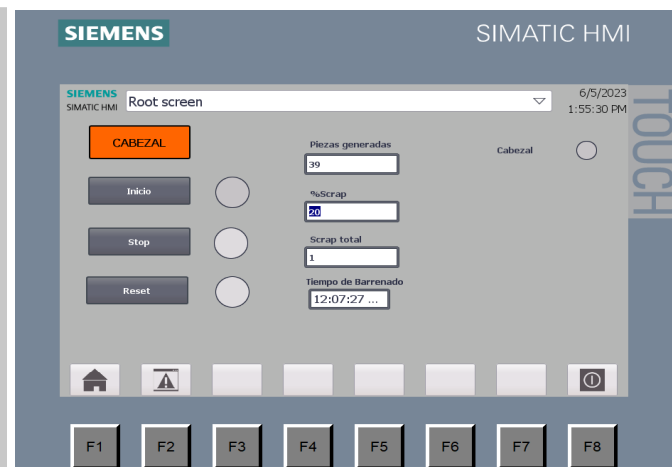 SIEMENS
SIMATIC HMI
TOUCH
SIEMENS
SIMATIC HMI
Root screen
6/5/2023
1:55:30 PM
CABEZAL
Inicio
Stop
Reset
Piezas generadas
39
%Scrap
20
Scrap total
1
Tiempo de Barrenado
12:07:27 ...
Cabezal
F1
F2
F3
F4
F5
F6
F7
F8